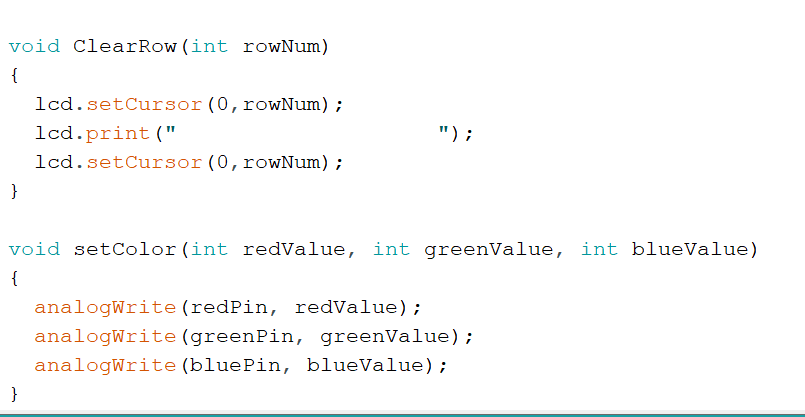 void ClearRow(int rowNum)
{
  lcd.setCursor(0,rowNum);
  lcd.print("                    ");
  lcd.setCursor(0,rowNum);
}

void setColor(int redValue, int greenValue, int blueValue)
{
  analogWrite(redPin, redValue);
  analogWrite(greenPin, greenValue);
  analogWrite(bluePin, blueValue);
}